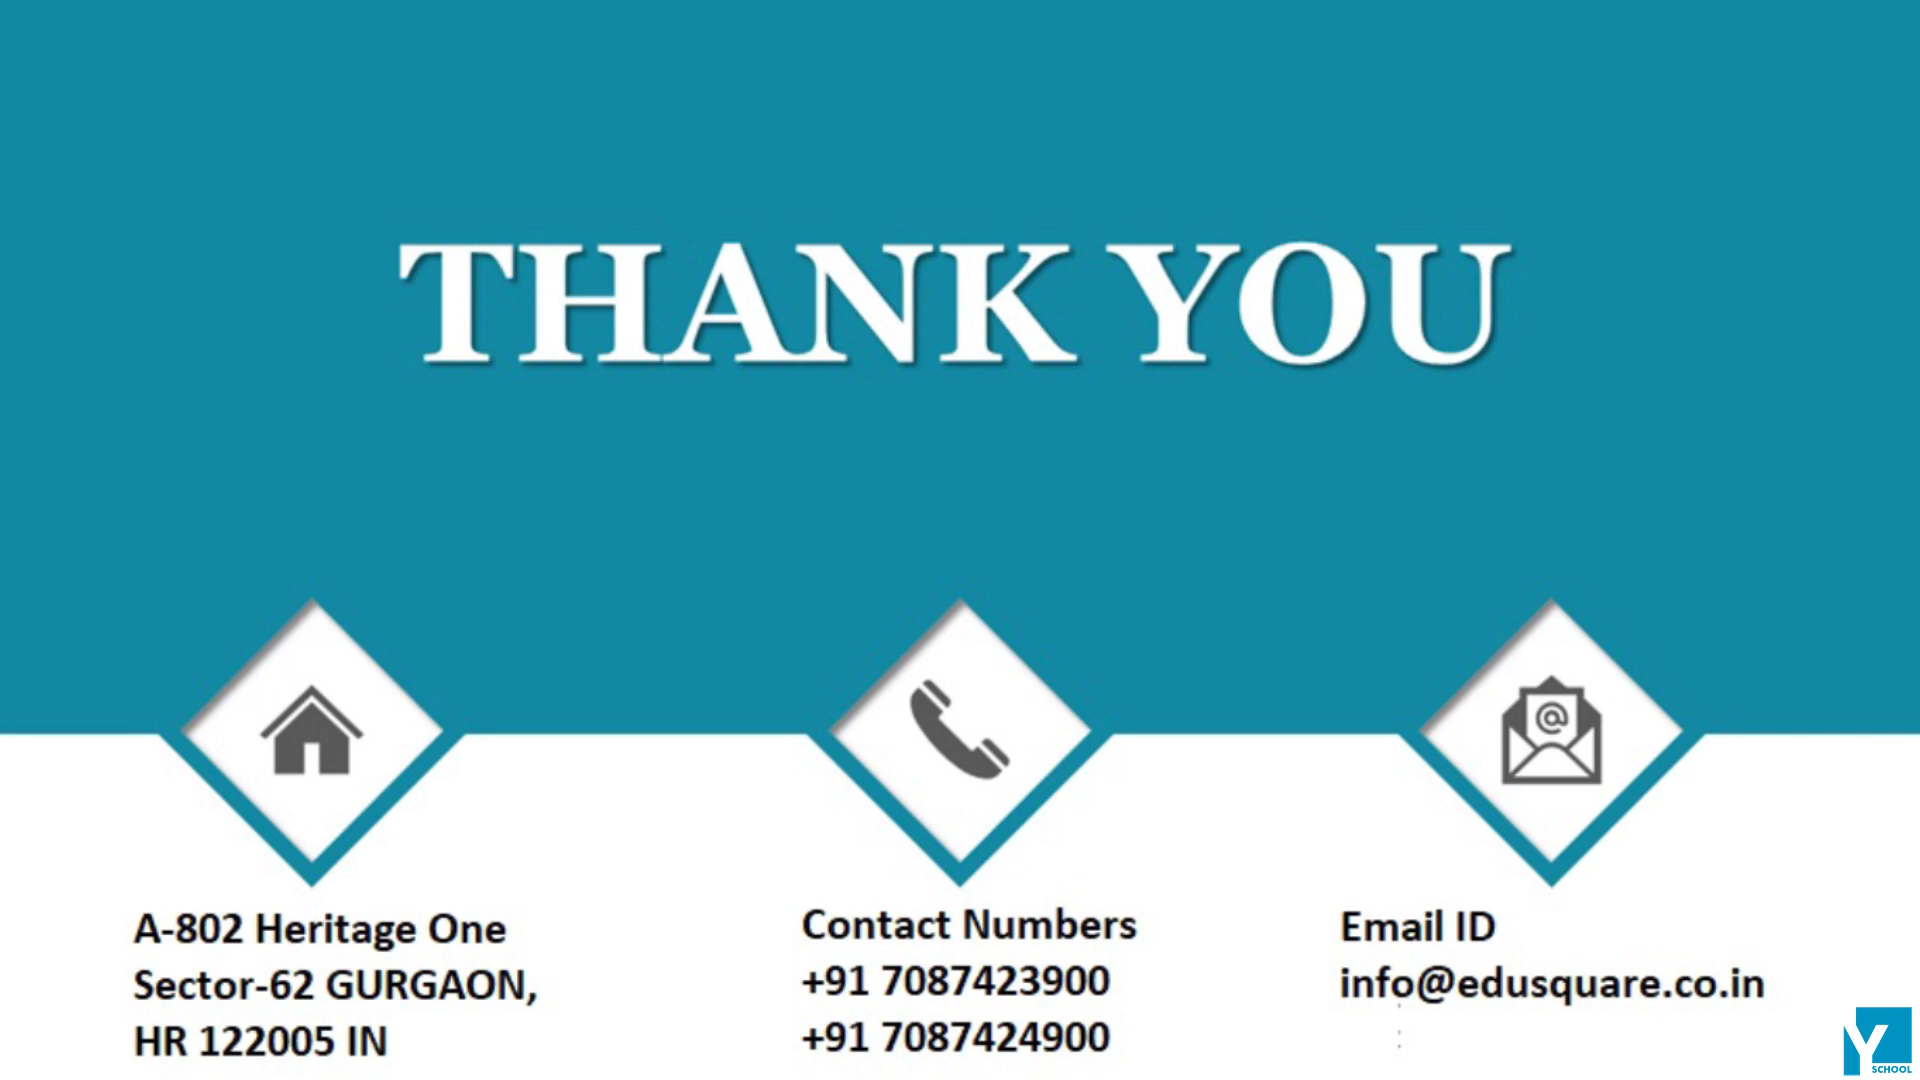 THANK YOU
A-802 Heritage One
Sector-62 GURGAON,
HR 122005 IN
Contact Numbers
+91 7087423900
+91 7087424900
Email ID
info@edusquare.co.in
Y
SCHOOL